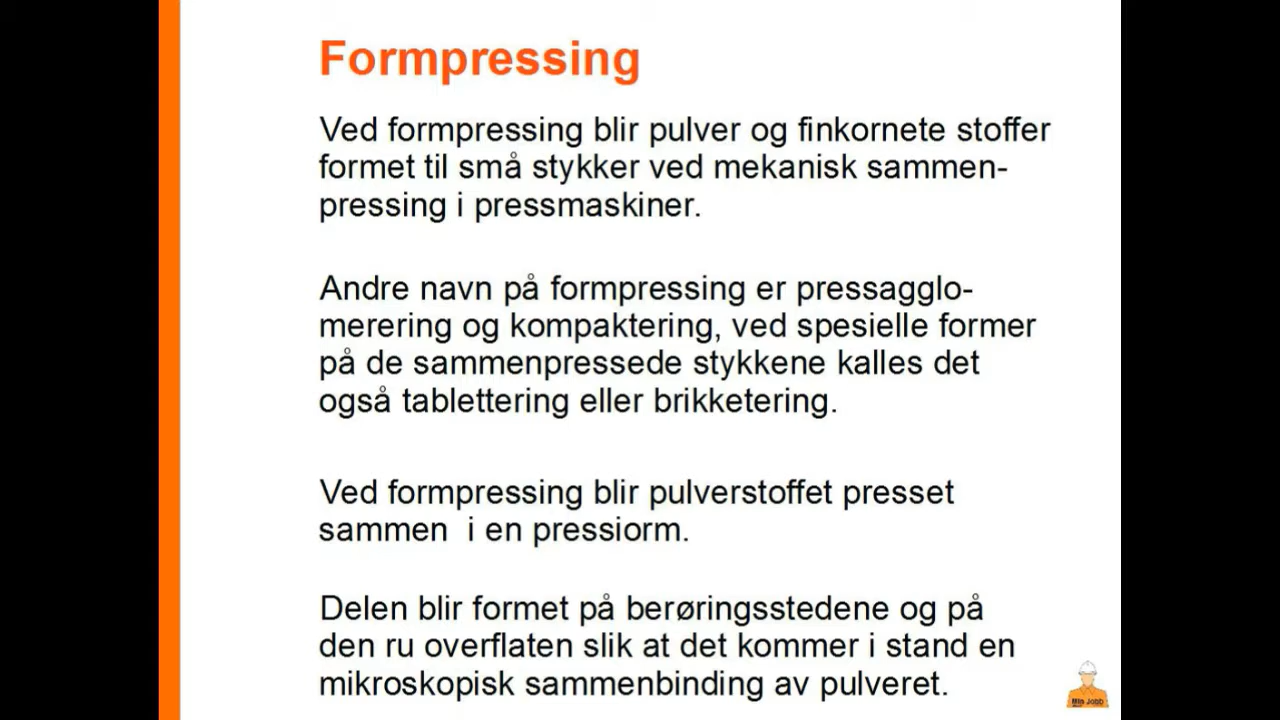 Formpressing
Ved formpressing blir pulver og finkornete stoffer
formet til små stykker ved mekanisk sammen-
pressing i pressmaskiner.
Andre navn på formpressing er pressagglo-
merering og kompaktering, ved spesielle former
på de sammenpressede stykkene kalles det
også tablettering eller brikketering.
Ved formpressing blir pulverstoffet presset
sammen  i en pressiorm.
Delen blir formet på berøringsstedene og på
den ru overflaten slik at det kommer i stand en
mikroskopisk sammenbinding av pulveret.
Min Jobb